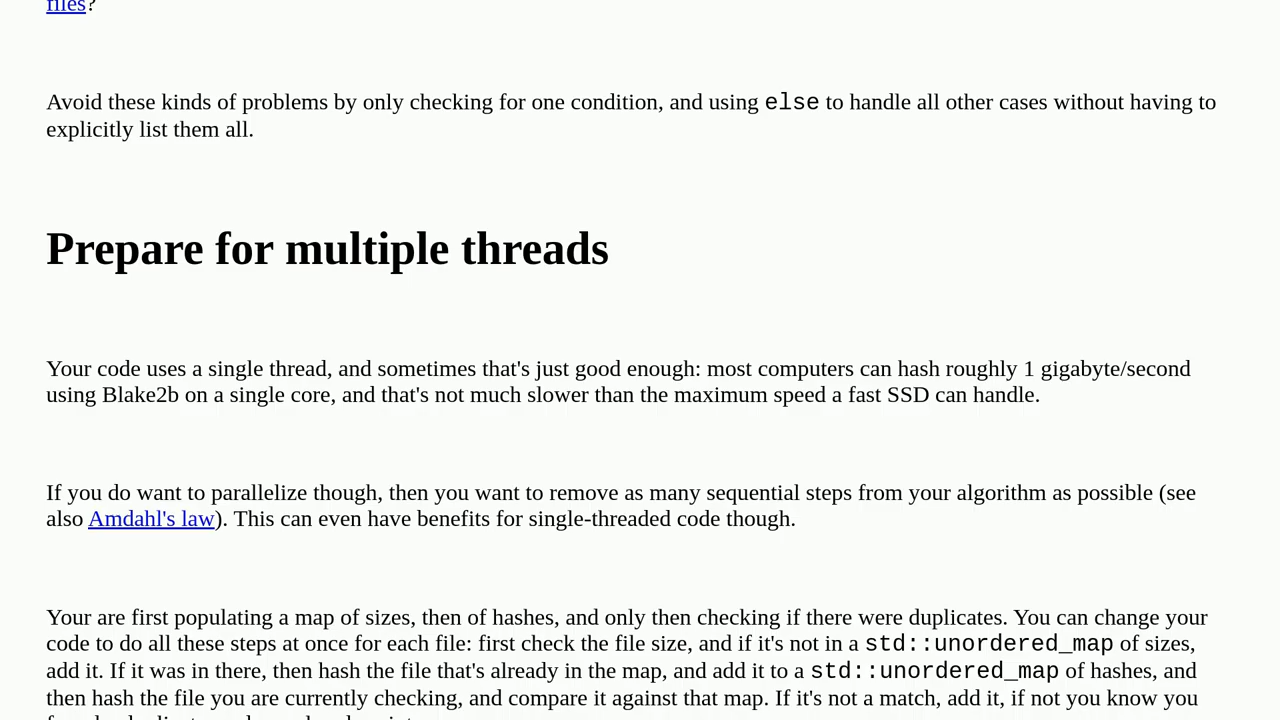 files?
Avoid these kinds of problems by only checking for one condition, and using else to handle all other cases without having to
explicitly list them all.
Prepare for multiple threads
Your code uses a single thread, and sometimes that's just good enough: most computers can hash roughly 1 gigabyte/second
using Blake2b on a single core, and that's not much slower than the maximum speed a fast SSD can handle.
If you do want to parallelize though, then you want to remove as many sequential steps from your algorithm as possible (see
also Amdahl's law). This can even have benefits for single-threaded code though.
Your are first populating a map of sizes, then of hashes, and only then checking if there were duplicates. You can change your
code to do all these steps at once for each file: first check the file size, and if it's not in a std::unordered_map of sizes,
add it. If it was in there, then hash the file that's already in the map, and add it to a std::unordered_map of hashes, and
then hash the file you are currently checking, and compare it against that map. If it's not a match, add it, if not you know you